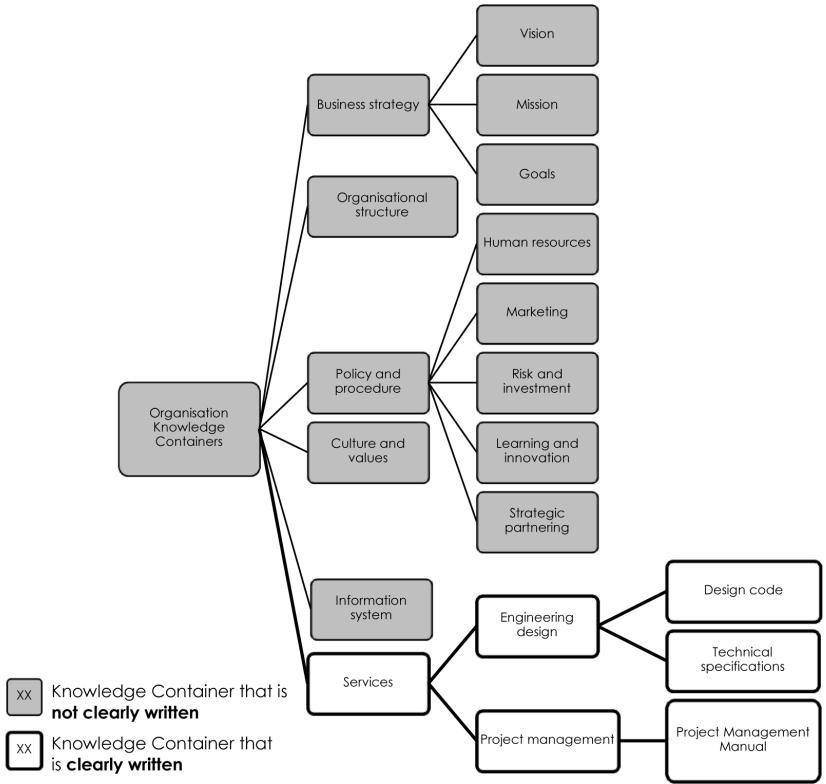 Vision
Business strategy
Mission
Goals
Organisational
structure
Human resources
Marketing
Policy and
procedure
Risk and
investment
Organisation
Knowledge
Containers
Culture and
values
Learning and
innovation
Strategic
partnering
Information
system
Engineering
design
Design code
Technical
specifications
Services
Project management
Project Management
Manual
XX Knowledge Container that is
not clearly written
XX Knowledge Container that
is clearly written